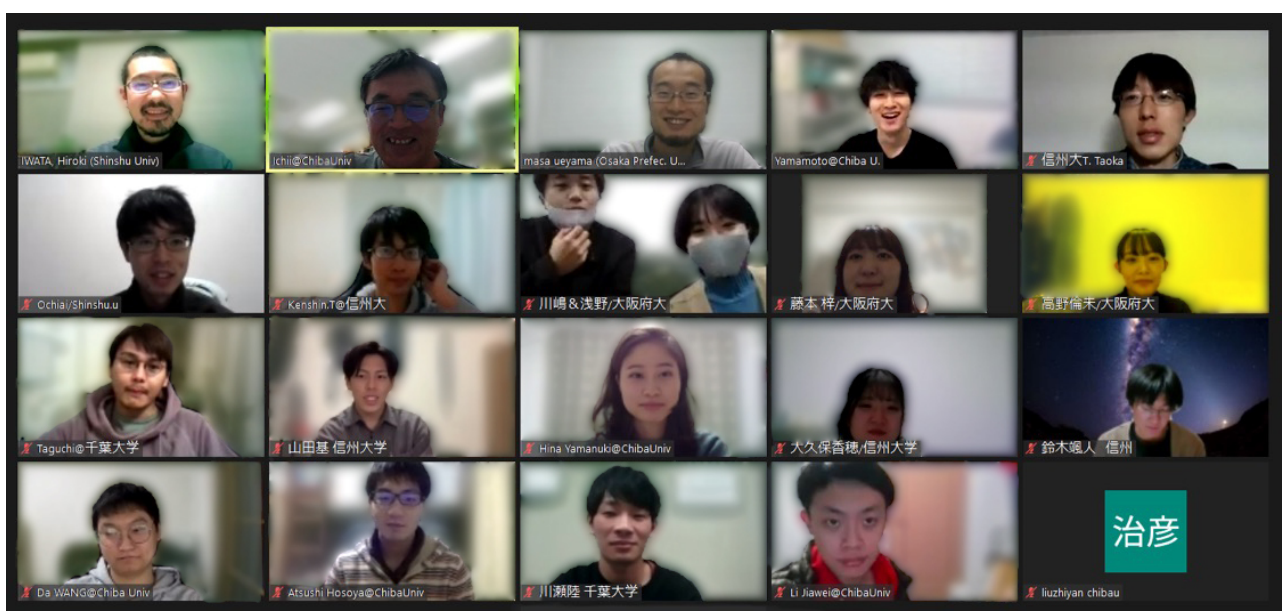 IWATA, Hiroki (Shinshu Univ)
Ichii@ChibaUniv
masa ueyama (Osaka Prefec. U...
Yamamoto@Chiba U.
信州大T. Taoka
Ochiai/Shinshu.u
Kenshin.T@信州大
川嶋&浅野/大阪府大
藤本 梓/大阪府大
高野倫未/大阪府大
Taguchi@千葉大学
山田基 信州大学
Hina Yamanuki@ChibaUniv
大久保香穂/信州大学
鈴木颯人 信州
Da WANG@Chiba Univ
Atsushi Hosoya@ChibaUniv
川瀬陸 千葉大学
Li Jiawei@ChibaUniv
治彦
liuzhiyan chibau